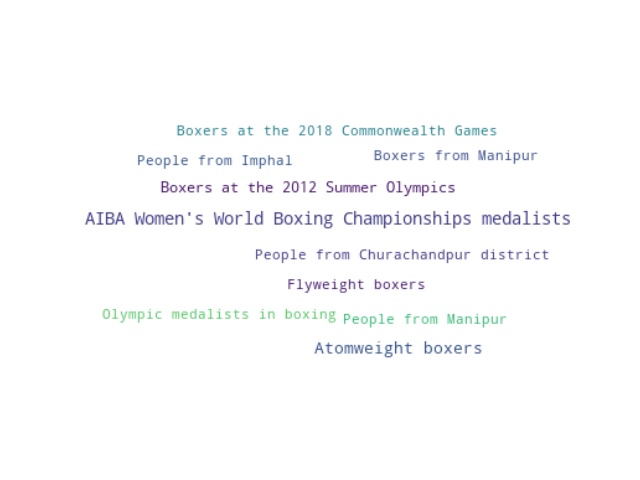 Boxers at the 2018 Commonwealth Games
Boxers from Manipur
People from Imphal
Boxers at the 2012 Summer Olympics
AIBA Women's World Boxing Championships medalists
People from Churachandpur district
Flyweight boxers
Olympic medalists in boxing
People from Manipur
Atomweight boxers